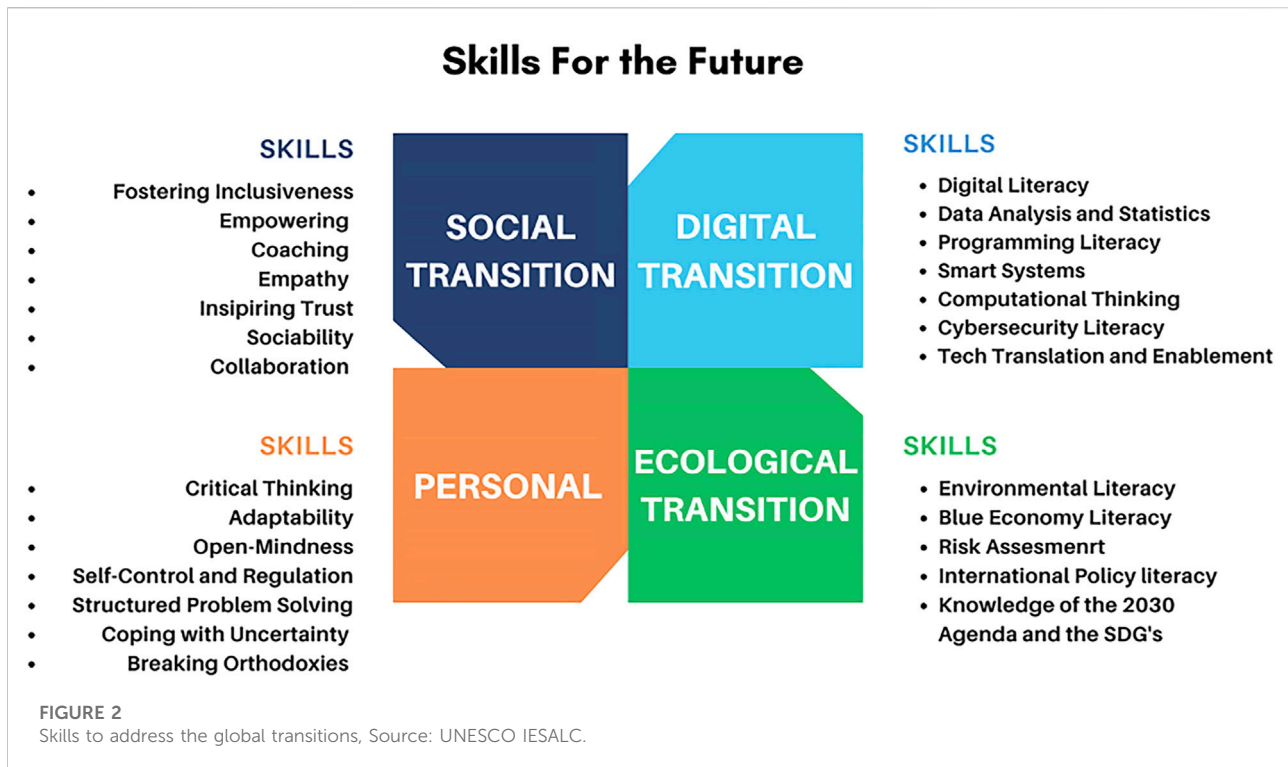 Skills For the Future
SKILLS
• Fostering Inclusiveness
• Empowering
• Coaching
• Empathy
• Insipiring Trust
• Sociability
• Collaboration
SOCIAL
TRANSITION
DIGITAL
TRANSITION
SKILLS
• Digital Literacy
• Data Analysis and Statistics
• Programming Literacy
• Smart Systems
• Computational Thinking
• Cybersecurity Literacy
• Tech Translation and Enablement
SKILLS
• Critical Thinking
• Adaptability
• Open-Mindness
• Self-Control and Regulation
• Structured Problem Solving
• Coping with Uncertainty
• Breaking Orthodoxies
PERSONAL
ECOLOGICAL
TRANSITION
SKILLS
• Environmental Literacy
• Blue Economy Literacy
• Risk Assesmenrt
• International Policy literacy
• Knowledge of the 2030
Agenda and the SDG's
FIGURE 2
Skills to address the global transitions, Source: UNESCO IESALC.